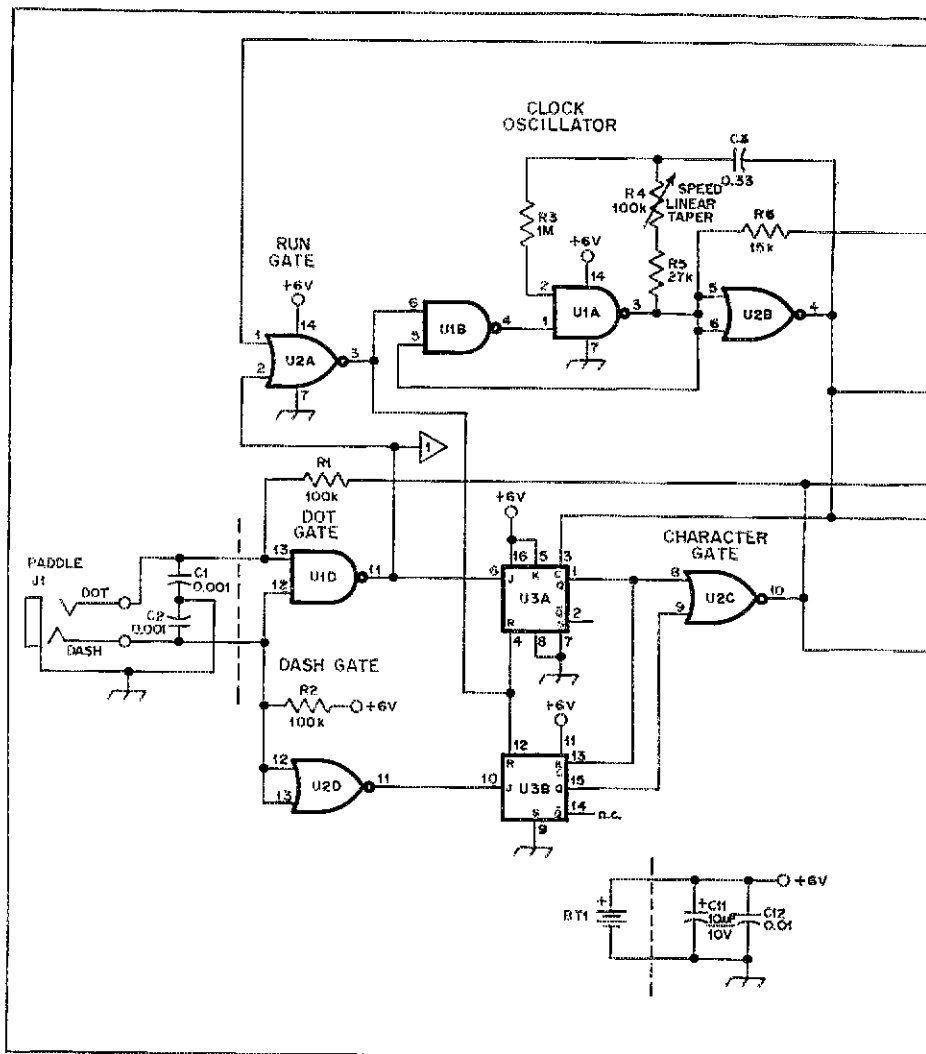 CLOCK
OSCILLATOR
C3
0.33
R4
100k
SPEED
LINEAR
TAPER
R3
1M
R6
15k
RUN
GATE
+6V
+6V
R5
27k
14
2
14
5
6
4
U2B
6
U1B
4
1
U1A
3
5
7
1
14
U2A
3
2
7
1
R1
100k
DOT
GATE
+6V
CHARACTER
GATE
PADDLE
J1
13
U1D
11
12
16
5
3
6
J
K
C
Q
1
U3A
Q
2
R
S
4
8
7
8
U2C
10
9
DOT
C1
0.001
C2
0.001
DASH
DASH GATE
R2
100k
+6V
+6V
12
11
R
K
13
C
10
J
U3B
Q
15
S
Q
14
n.c.
9
12
U2D
11
13
+6V
BT1
+
+C11
10µF
10V
C12
0.01